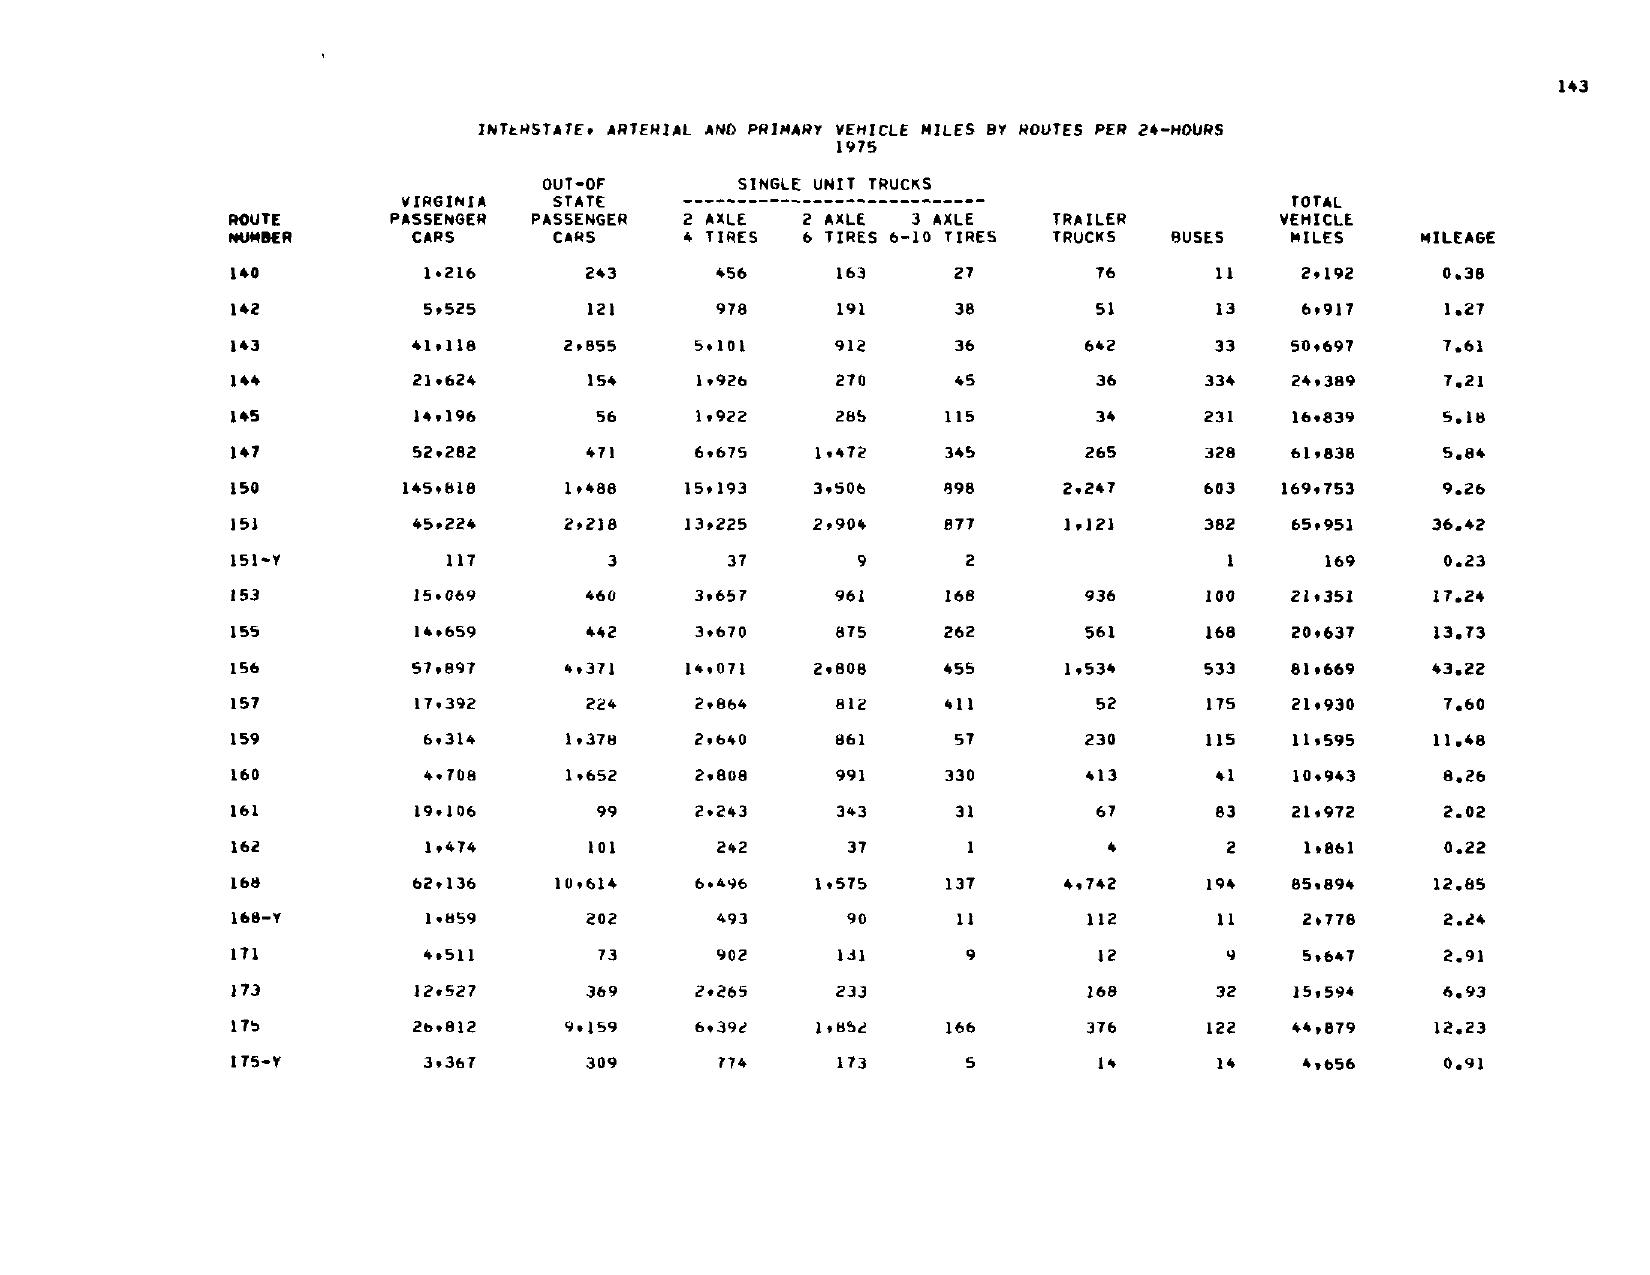 143
INTERSTATE, ARTERIAL AND PRIMARY VEHICLE MILES BY ROUTES PER 24-HOURS
1975
OUT-OF SINGLE UNIT TRUCKS
VIRGINIA STATE ---------------------------- TOTAL
ROUTE PASSENGER PASSENGER 2 AXLE 2 AXLE 3 AXLE TRAILER VEHICLE
NUMBER CARS CARS 4 TIRES 6 TIRES 6-10 TIRES TRUCKS BUSES MILES MILEAGE
140 1,216 243 456 163 27 76 11 2,192 0.38
142 5,525 121 978 191 38 51 13 6,917 1.27
143 41,118 2,855 5,101 912 36 642 33 50,697 7.61
144 21,624 154 1,926 270 45 36 334 24,389 7.21
145 14,196 56 1,922 285 115 34 231 16,839 5.18
147 52,282 471 6,675 1,472 345 265 328 61,838 5.84
150 145,818 1,488 15,193 3,506 898 2,247 603 169,753 9.26
151 45,224 2,218 13,225 2,904 877 1,121 382 65,951 36.42
151-Y 117 3 37 9 2 1 169 0.23
153 15,069 460 3,657 961 168 936 100 21,351 17.24
155 14,659 442 3,670 875 262 561 168 20,637 13.73
156 57,897 4,371 14,071 2,808 455 1,534 533 81,669 43.22
157 17,392 224 2,864 812 411 52 175 21,930 7.60
159 6,314 1,378 2,640 861 57 230 115 11,595 11.48
160 4,708 1,652 2,808 991 330 413 41 10,943 8.26
161 19,106 99 2,243 343 31 67 83 21,972 2.02
162 1,474 101 242 37 1 4 2 1,861 0.22
168 62,136 10,614 6,496 1,575 137 4,742 194 85,894 12.85
168-Y 1,859 202 493 90 11 112 11 2,778 2.24
171 4,511 73 902 131 9 12 9 5,647 2.91
173 12,527 369 2,265 233 168 32 15,594 6.93
175 26,812 9,159 6,392 1,852 166 376 122 44,879 12.23
175-Y 3,367 309 774 173 5 14 14 4,656 0.91